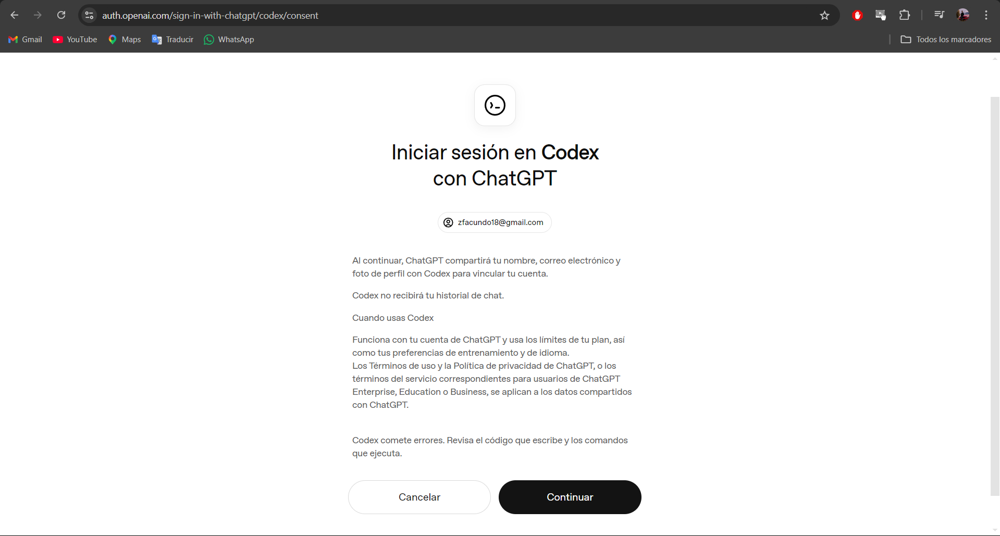 auth.openai.com/sign-in-with-chatgpt/codex/consent
Gmail YouTube Maps Traducir WhatsApp Todos los marcadores
Iniciar sesión en Codex
con ChatGPT
zfacundo18@gmail.com
Al continuar, ChatGPT compartirá tu nombre, correo electrónico y
foto de perfil con Codex para vincular tu cuenta.
Codex no recibirá tu historial de chat.
Cuando usas Codex
Funciona con tu cuenta de ChatGPT y usa los límites de tu plan, así
como tus preferencias de entrenamiento y de idioma.
Los Términos de uso y la Política de privacidad de ChatGPT, o los
términos del servicio correspondientes para usuarios de ChatGPT
Enterprise, Education o Business, se aplican a los datos compartidos
con ChatGPT.
Codex comete errores. Revisa el código que escribe y los comandos
que ejecuta.
Cancelar Continuar